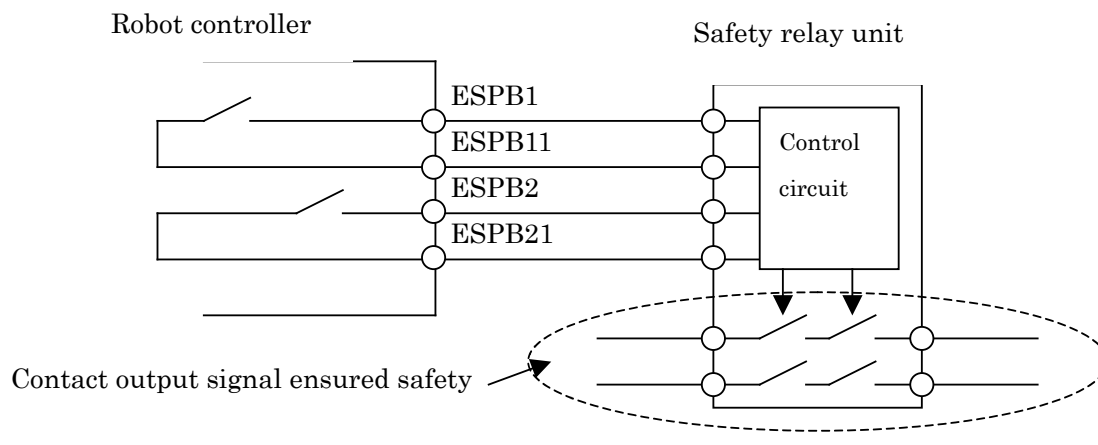 Robot controller
Safety relay unit
ESPB1
ESPB11
ESPB2
ESPB21
Control
circuit
Contact output signal ensured safety